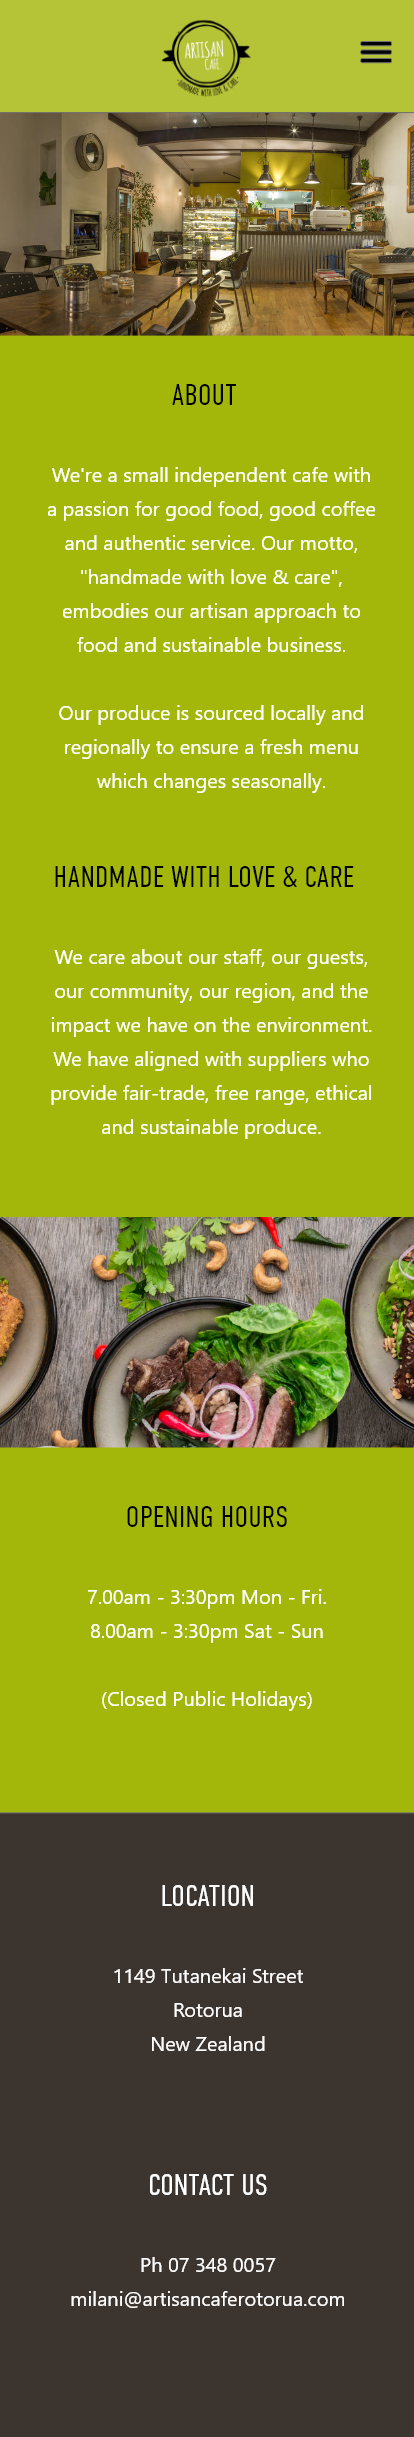 ARTISAN
CAFE
HANDMADE WITH LOVE & CARE
ABOUT
We're a small independent cafe with
a passion for good food, good coffee
and authentic service. Our motto,
"handmade with love & care",
embodies our artisan approach to
food and sustainable business.
Our produce is sourced locally and
regionally to ensure a fresh menu
which changes seasonally.
HANDMADE WITH LOVE & CARE
We care about our staff, our guests,
our community, our region, and the
impact we have on the environment.
We have aligned with suppliers who
provide fair-trade, free range, ethical
and sustainable produce.
OPENING HOURS
7.00am - 3:30pm Mon - Fri.
8.00am - 3:30pm Sat - Sun
(Closed Public Holidays)
LOCATION
1149 Tutanekai Street
Rotorua
New Zealand
CONTACT US
Ph 07 348 0057
milani@artisancaferotorua.com